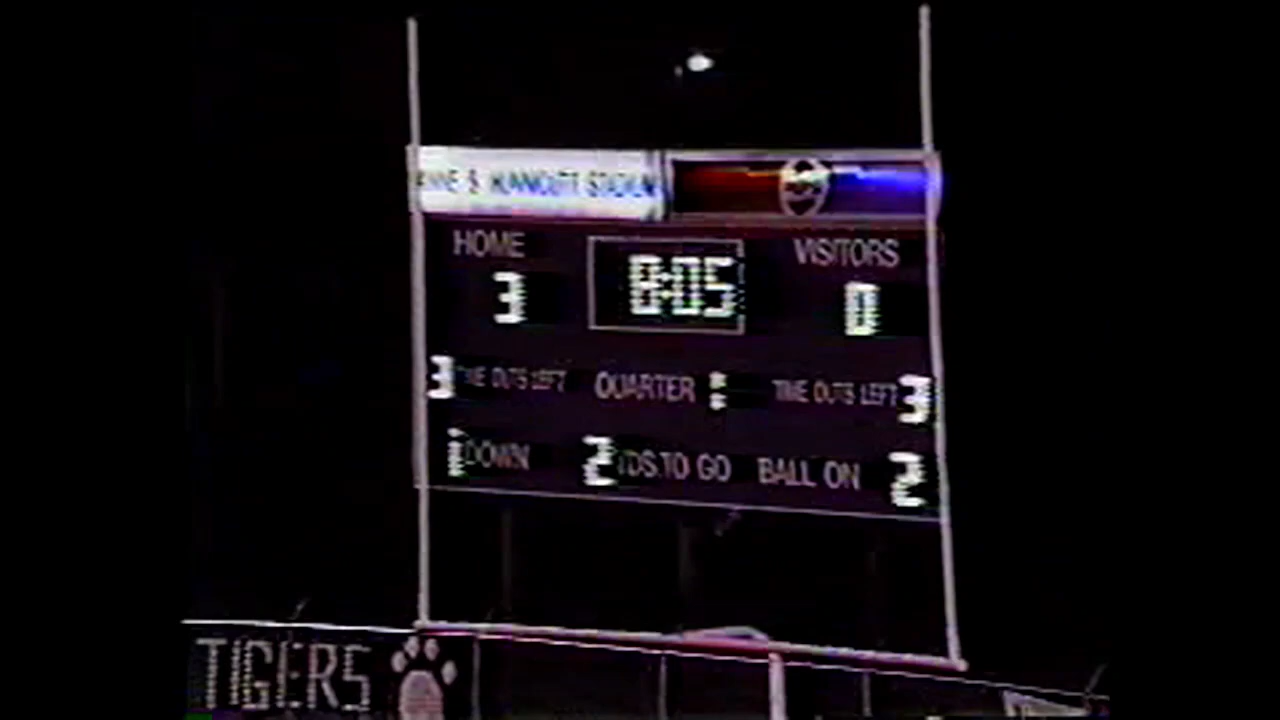 STADIUM
HOME 8:05 VISITORS
3 0
3 TIME OUTS LEFT QUARTER TIME OUTS LEFT 3
1 DOWN 2 YDS. TO GO BALL ON 2
TIGERS